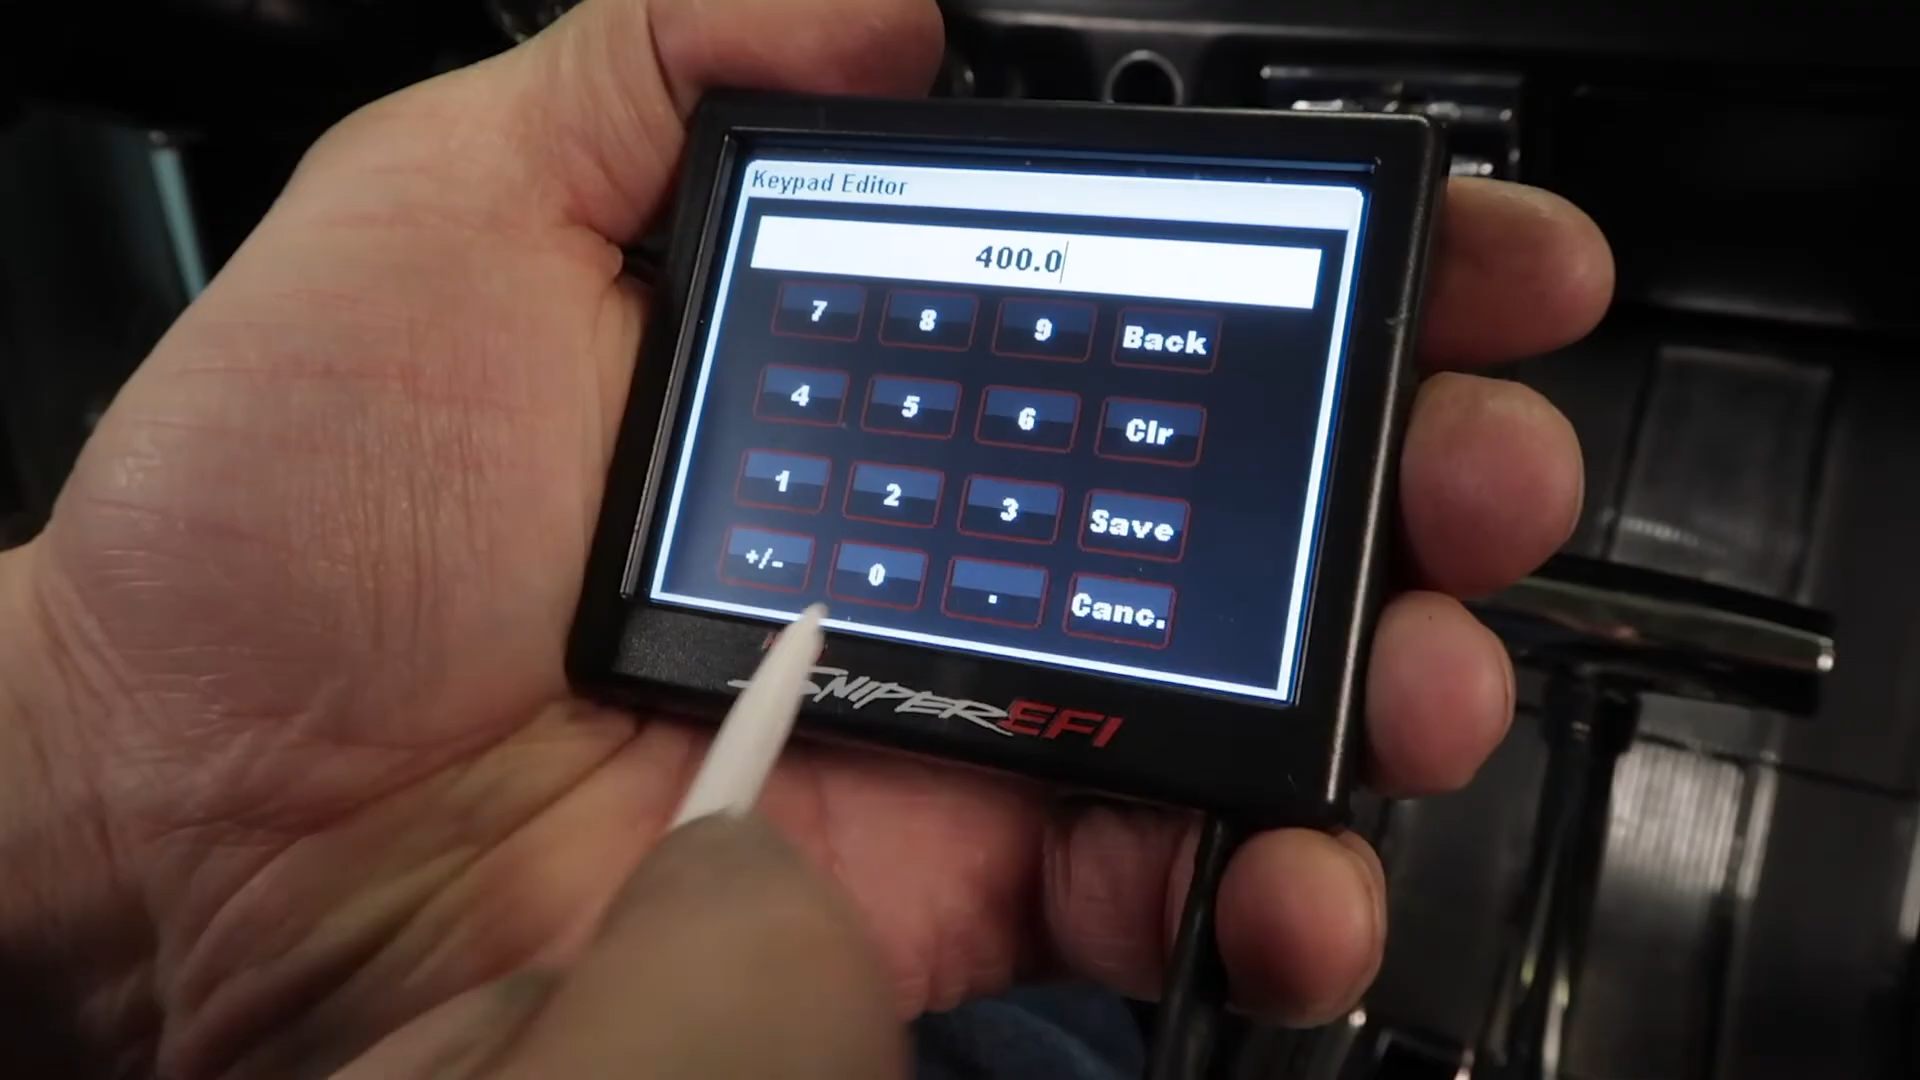 Keypad Editor
400.0
7 8 9 Back
4 5 6 Clr
1 2 3 Save
+/- 0 . Canc.
SNIPER EFI